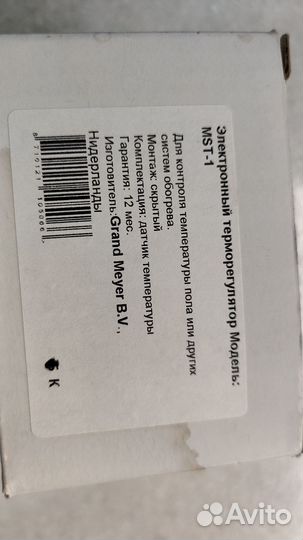 Электронный терморегулятор Модель:
MST-1
Для контроля температуры пола или других
систем обогрева.
Монтаж: скрытый
Комплектация: датчик температуры
Гарантия: 12 мес.
Изготовитель:Grand Meyer B.V.,
Нидерланды
К
Avito